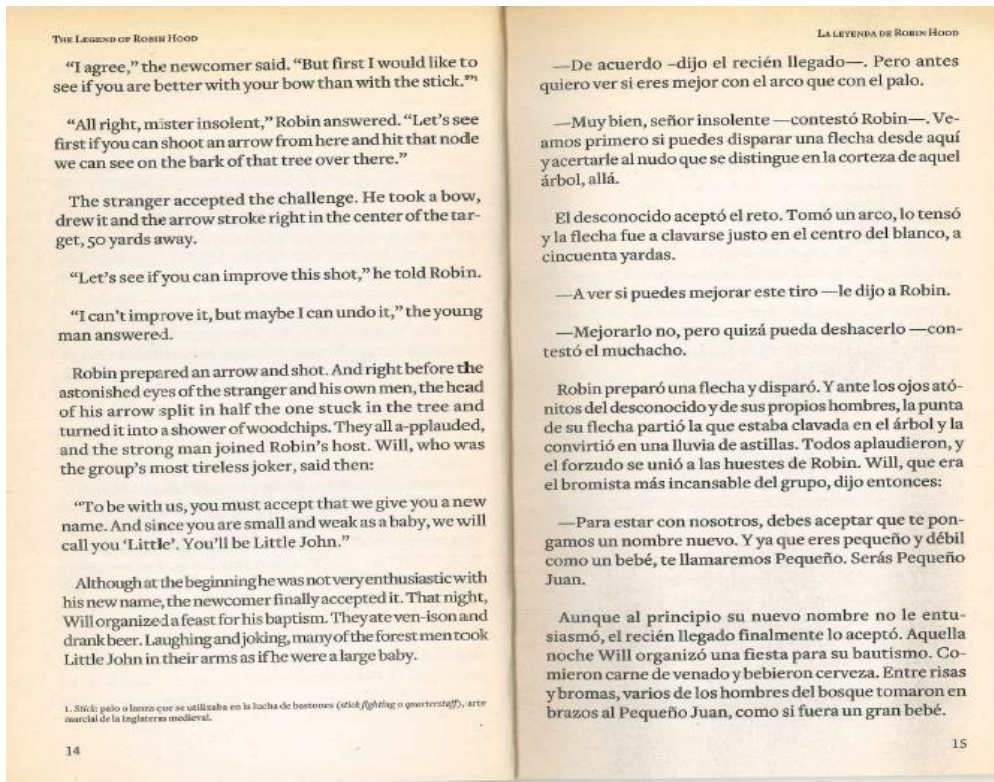 THE LEGEND OF ROBIN HOOD
“I agree,” the newcomer said. “But first I would like to
see if you are better with your bow than with the stick.”¹
“All right, mister insolent,” Robin answered. “Let’s see
first if you can shoot an arrow from here and hit that node
we can see on the bark of that tree over there.”
The stranger accepted the challenge. He took a bow,
drew it and the arrow stroke right in the center of the tar-
get, 50 yards away.
“Let’s see if you can improve this shot,” he told Robin.
“I can’t improve it, but maybe I can undo it,” the young
man answered.
Robin prepared an arrow and shot. And right before the
astonished eyes of the stranger and his own men, the head
of his arrow split in half the one stuck in the tree and
turned it into a shower of woodchips. They all a-pplauded,
and the strong man joined Robin’s host. Will, who was
the group’s most tireless joker, said then:
“To be with us, you must accept that we give you a new
name. And since you are small and weak as a baby, we will
call you ‘Little’. You’ll be Little John.”
Although at the beginning he was not very enthusiastic with
his new name, the newcomer finally accepted it. That night,
Will organized a feast for his baptism. They ate ven-ison and
drank beer. Laughing and joking, many of the forest men took
Little John in their arms as if he were a large baby.
1. Stick: palo o lanza que se utilizaba en la lucha de bastones (stick fighting o quarterstaff), arte
marcial de la Inglaterra medieval.
14
LA LEYENDA DE ROBIN HOOD
—De acuerdo –dijo el recién llegado—. Pero antes
quiero ver si eres mejor con el arco que con el palo.
—Muy bien, señor insolente —contestó Robin—. Ve-
amos primero si puedes disparar una flecha desde aquí
y acertarle al nudo que se distingue en la corteza de aquel
árbol, allá.
El desconocido aceptó el reto. Tomó un arco, lo tensó
y la flecha fue a clavarse justo en el centro del blanco, a
cincuenta yardas.
—A ver si puedes mejorar este tiro —le dijo a Robin.
—Mejorarlo no, pero quizá pueda deshacerlo —con-
testó el muchacho.
Robin preparó una flecha y disparó. Y ante los ojos ató-
nitos del desconocido y de sus propios hombres, la punta
de su flecha partió la que estaba clavada en el árbol y la
convirtió en una lluvia de astillas. Todos aplaudieron, y
el forzudo se unió a las huestes de Robin. Will, que era
el bromista más incansable del grupo, dijo entonces:
—Para estar con nosotros, debes aceptar que te pon-
gamos un nombre nuevo. Y ya que eres pequeño y débil
como un bebé, te llamaremos Pequeño. Serás Pequeño
Juan.
Aunque al principio su nuevo nombre no le entu-
siasmó, el recién llegado finalmente lo aceptó. Aquella
noche Will organizó una fiesta para su bautismo. Co-
mieron carne de venado y bebieron cerveza. Entre risas
y bromas, varios de los hombres del bosque tomaron en
brazos al Pequeño Juan, como si fuera un gran bebé.
15